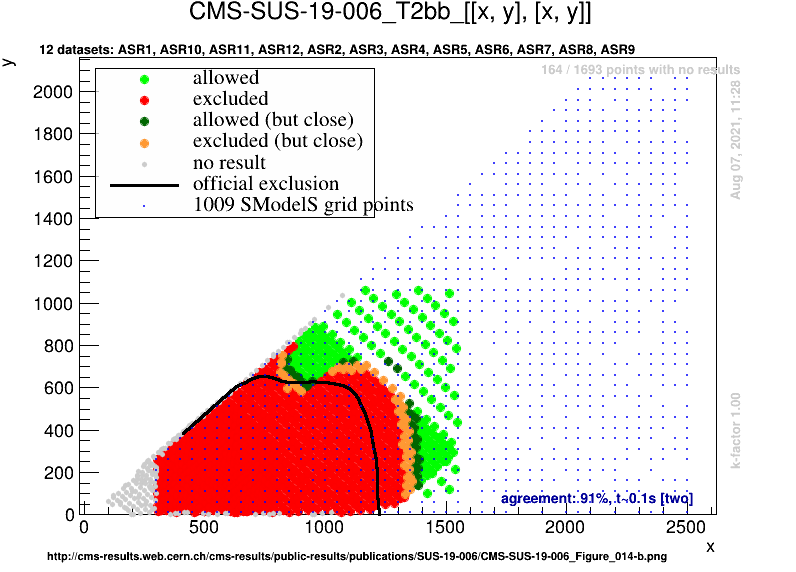 CMS-SUS-19-006_T2bb_[[x, y], [x, y]]
12 datasets: ASR1, ASR10, ASR11, ASR12, ASR2, ASR3, ASR4, ASR5, ASR6, ASR7, ASR8, ASR9
y
164 / 1693 points with no results
allowed
excluded
allowed (but close)
excluded (but close)
no result
official exclusion
1009 SModelS grid points
Aug 07, 2021, 11:28
k-factor 1.00
2000
1800
1600
1400
1200
1000
800
600
400
200
0
agreement: 91%, t~0.1s [two]
0 500 1000 1500 2000 2500
x
http://cms-results.web.cern.ch/cms-results/public-results/publications/SUS-19-006/CMS-SUS-19-006_Figure_014-b.png